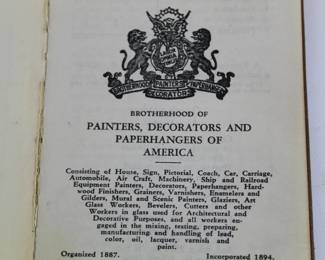 BROTHERHOOD PAINTERS PAPERHANGERS
DECORATORS
BROTHERHOOD OF
PAINTERS, DECORATORS AND
PAPERHANGERS OF
AMERICA
Consisting of House, Sign, Pictorial, Coach, Car, Carriage,
Automobile, Air Craft, Machinery, Ship and Railroad
Equipment Painters, Decorators, Paperhangers, Hard-
wood Finishers, Grainers, Varnishers, Enamelers and
Gilders, Mural and Scenic Painters, Glaziers, Art
Glass Workers, Bevelers, Cutters and other
Workers in glass used for Architectural and
Decorative Purposes, and all workers en-
gaged in the mixing, testing, preparing,
manufacturing and handling of lead,
color, oil, lacquer, varnish and
paint.
Organized 1887. Incorporated 1894.